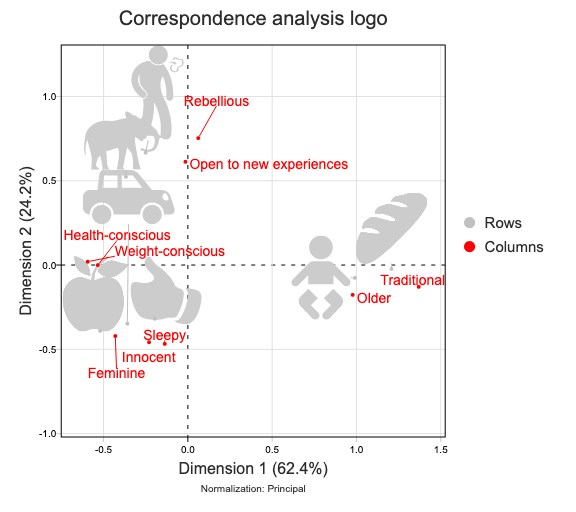 Correspondence analysis logo
Rebellious
Open to new experiences
Health-conscious
Weight-conscious
Traditional
Older
Sleepy
Innocent
Feminine
1.0
0.5
0.0
-0.5
-1.0
-0.5
0.0
0.5
1.0
1.5
Dimension 2 (24.2%)
Dimension 1 (62.4%)
Normalization: Principal
Rows
Columns